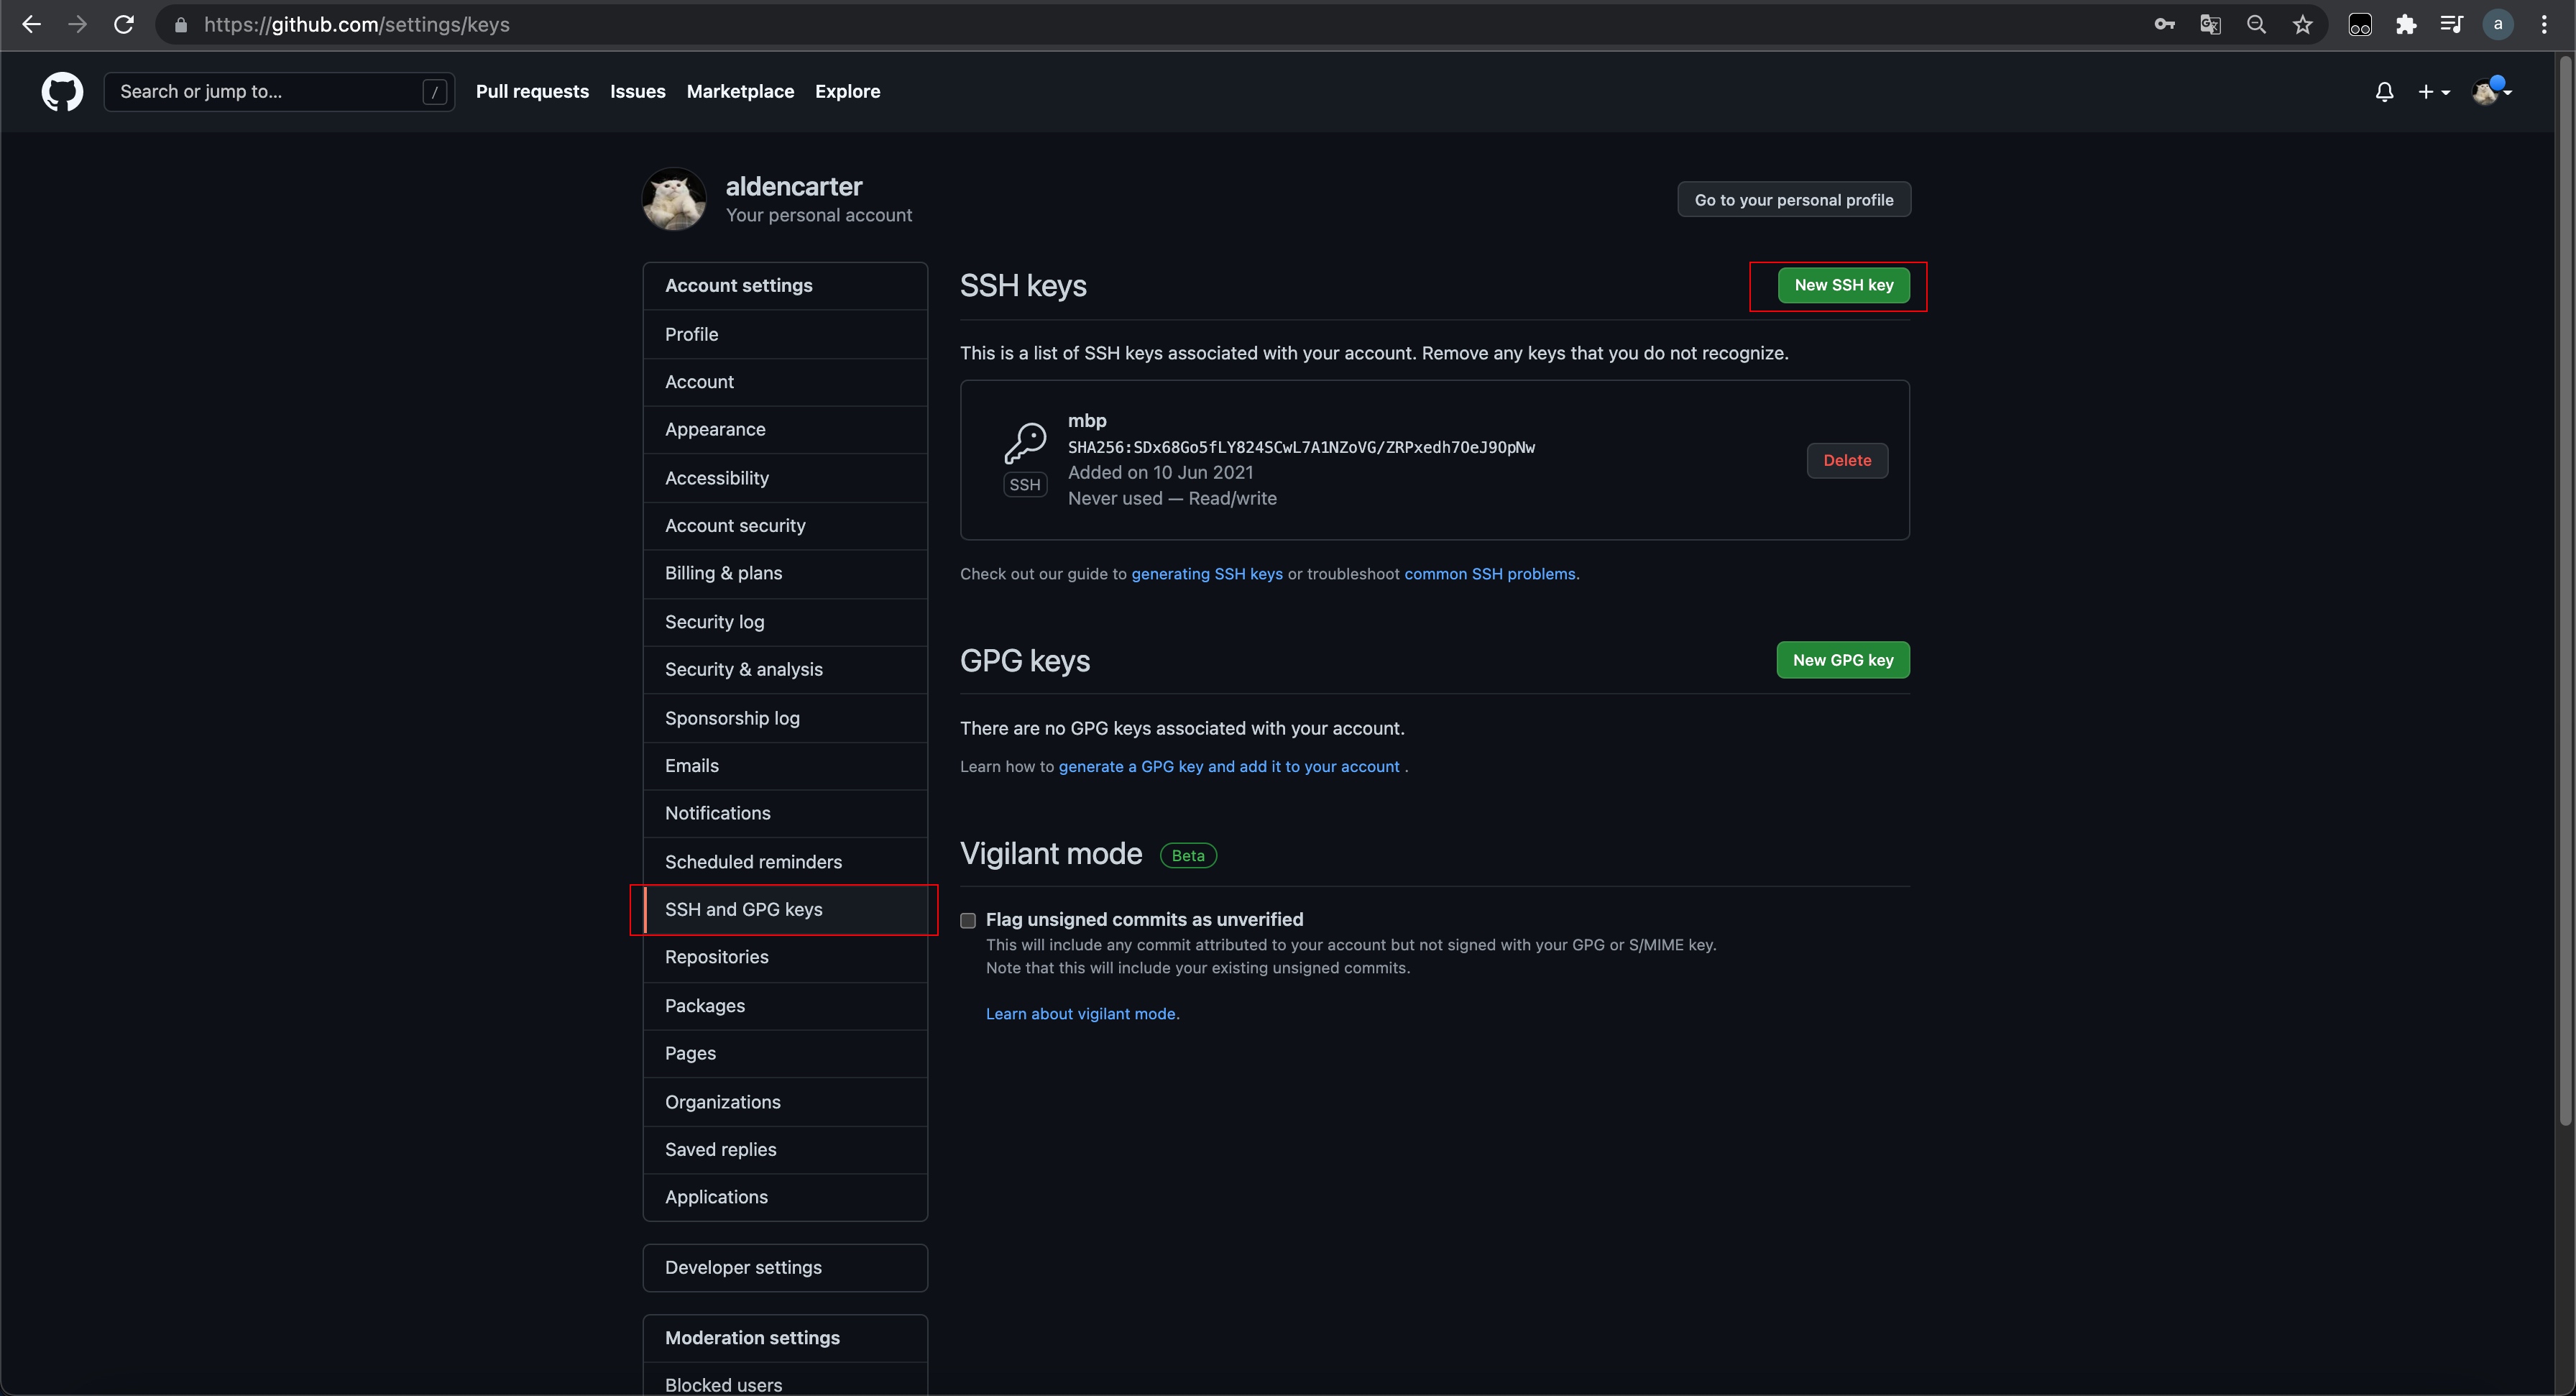 https://github.com/settings/keys
a
Search or jump to...
/
Pull requests
Issues
Marketplace
Explore
aldencarter
Your personal account
Go to your personal profile
Account settings
Profile
Account
Appearance
Accessibility
Account security
Billing & plans
Security log
Security & analysis
Sponsorship log
Emails
Notifications
Scheduled reminders
SSH and GPG keys
Repositories
Packages
Pages
Organizations
Saved replies
Applications
Developer settings
Moderation settings
Blocked users
SSH keys
New SSH key
This is a list of SSH keys associated with your account. Remove any keys that you do not recognize.
mbp
SHA256:SDx68Go5fLY824SCwL7A1NZoVG/ZRPxedh7OeJ9OpNw
Added on 10 Jun 2021
Never used — Read/write
SSH
Delete
Check out our guide to generating SSH keys or troubleshoot common SSH problems.
GPG keys
New GPG key
There are no GPG keys associated with your account.
Learn how to generate a GPG key and add it to your account .
Vigilant mode
Beta
Flag unsigned commits as unverified
This will include any commit attributed to your account but not signed with your GPG or S/MIME key.
Note that this will include your existing unsigned commits.
Learn about vigilant mode.